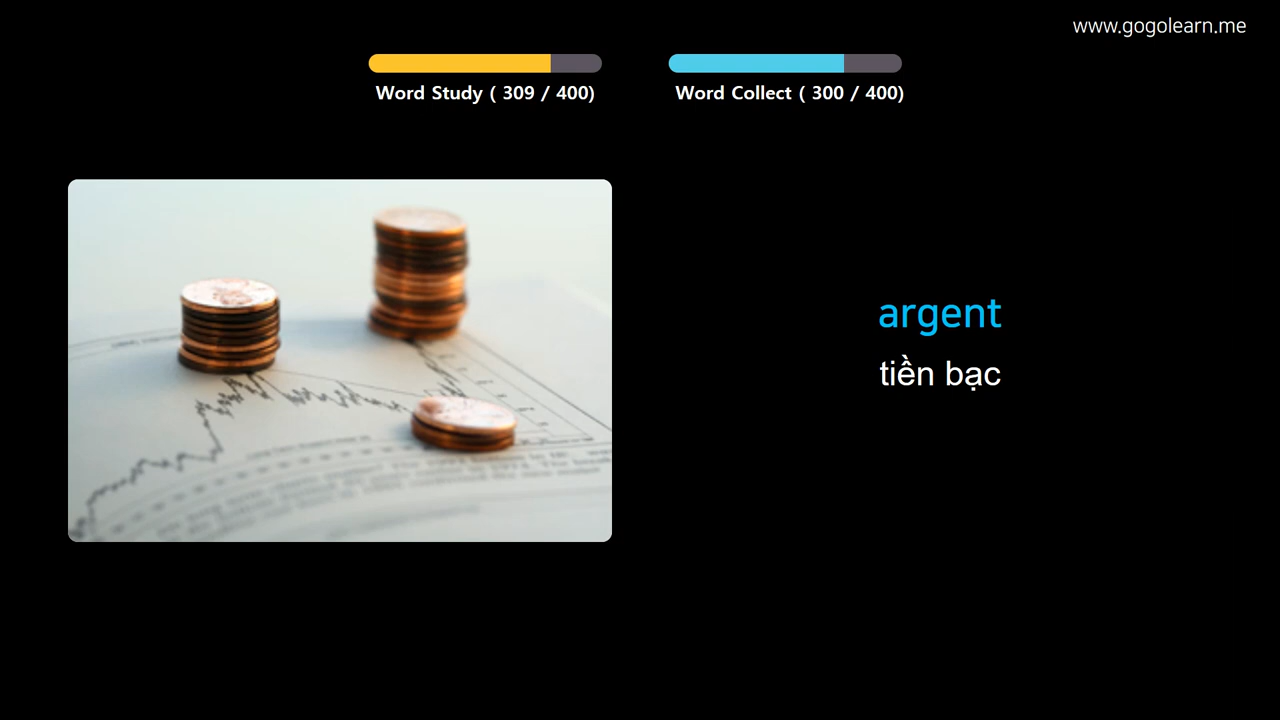 www.gogolearn.me
Word Study ( 309 / 400)
Word Collect ( 300 / 400)
argent
tiền bạc